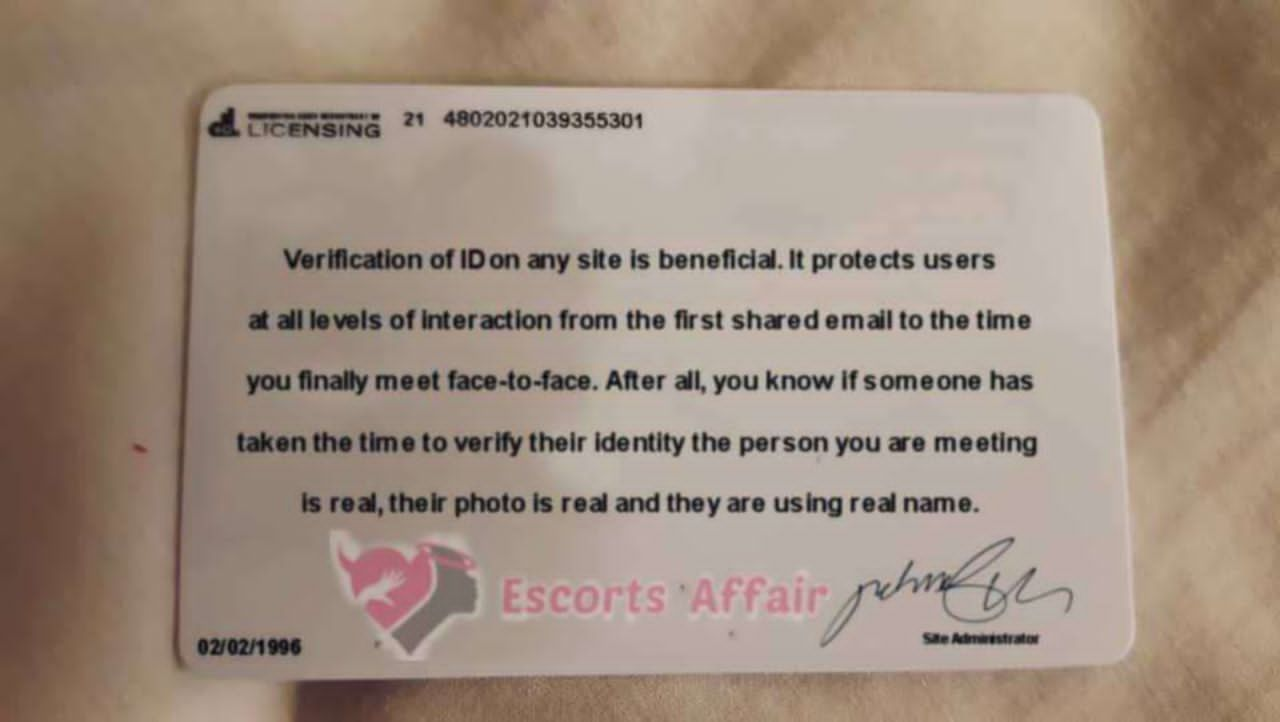 LICENSING 21 4802021039355301
Verification of ID on any site is beneficial. It protects users
at all levels of interaction from the first shared email to the time
you finally meet face-to-face. After all, you know if someone has
taken the time to verify their identity the person you are meeting
is real, their photo is real and they are using real name.
Escorts Affair
Site Administrator
02/02/1996